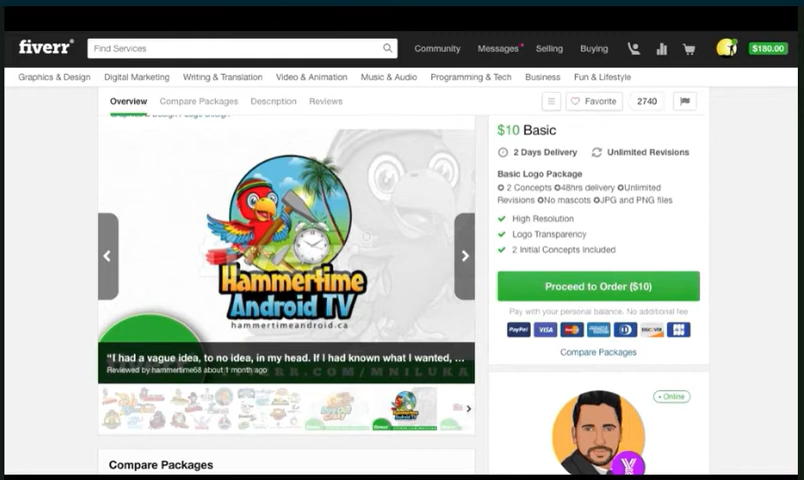 fiverr®
Find Services
Community Messages Selling Buying $180.00
Graphics & Design Digital Marketing Writing & Translation Video & Animation Music & Audio Programming & Tech Business Fun & Lifestyle
Overview Compare Packages Description Reviews
Favorite 2740
Hammertime
Android TV
hammertimeandroid.ca
"I had a vague idea, to no idea, in my head. If I had known what I wanted, ...
Reviewed by hammertime68 about 1 month ago
Compare Packages
$10 Basic
2 Days Delivery Unlimited Revisions
Basic Logo Package
✪ 2 Concepts ✪48hrs delivery ✪Unlimited
Revisions ✪No mascots ✪JPG and PNG files
High Resolution
Logo Transparency
2 Initial Concepts Included
Proceed to Order ($10)
Pay with your personal balance. No additional fee
PayPal VISA DISCOVER JCB
Compare Packages
• Online